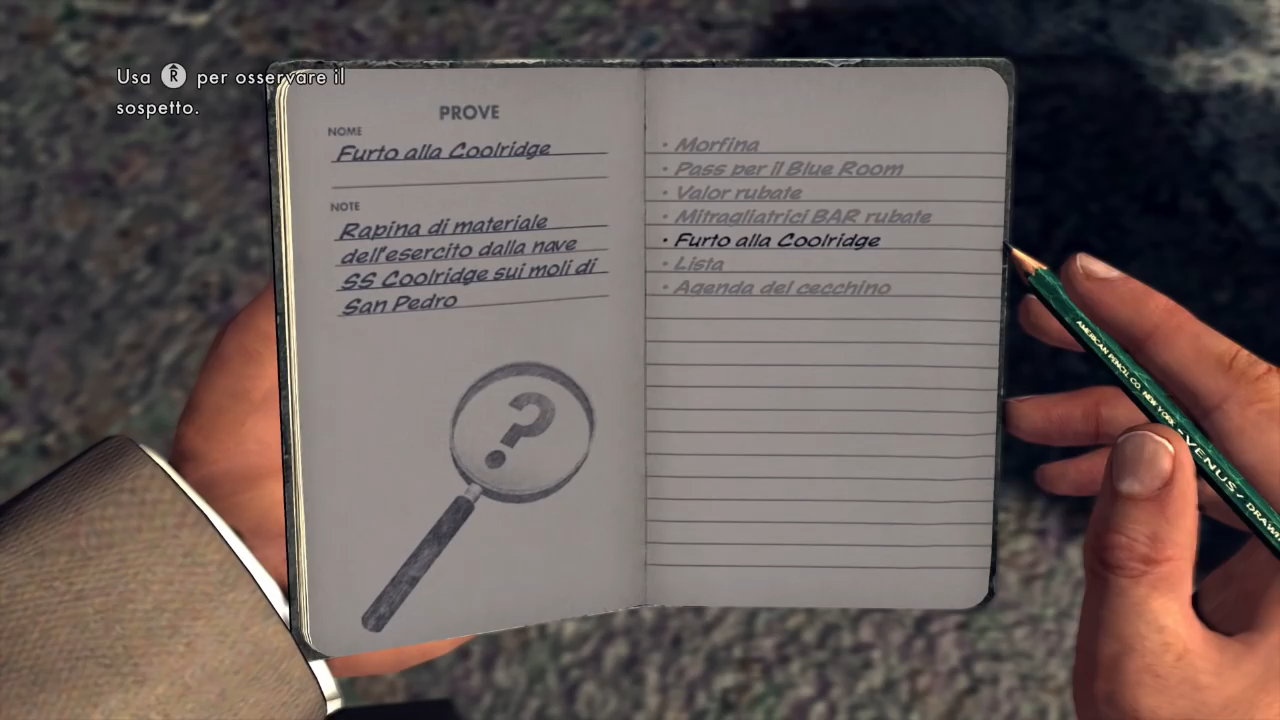 Usa R per osservare il
sospetto.
PROVE
NOME
Furto alla Coolridge
NOTE
Rapina di materiale
dell'esercito dalla nave
SS Coolridge sui moli di
San Pedro
• Morfina
• Pass per il Blue Room
• Valor rubate
• Mitragliatrici BAR rubate
• Furto alla Coolridge
• Lista
• Agenda del cecchino
AMERICAN PENCIL CO. NEW YORK
VENUS